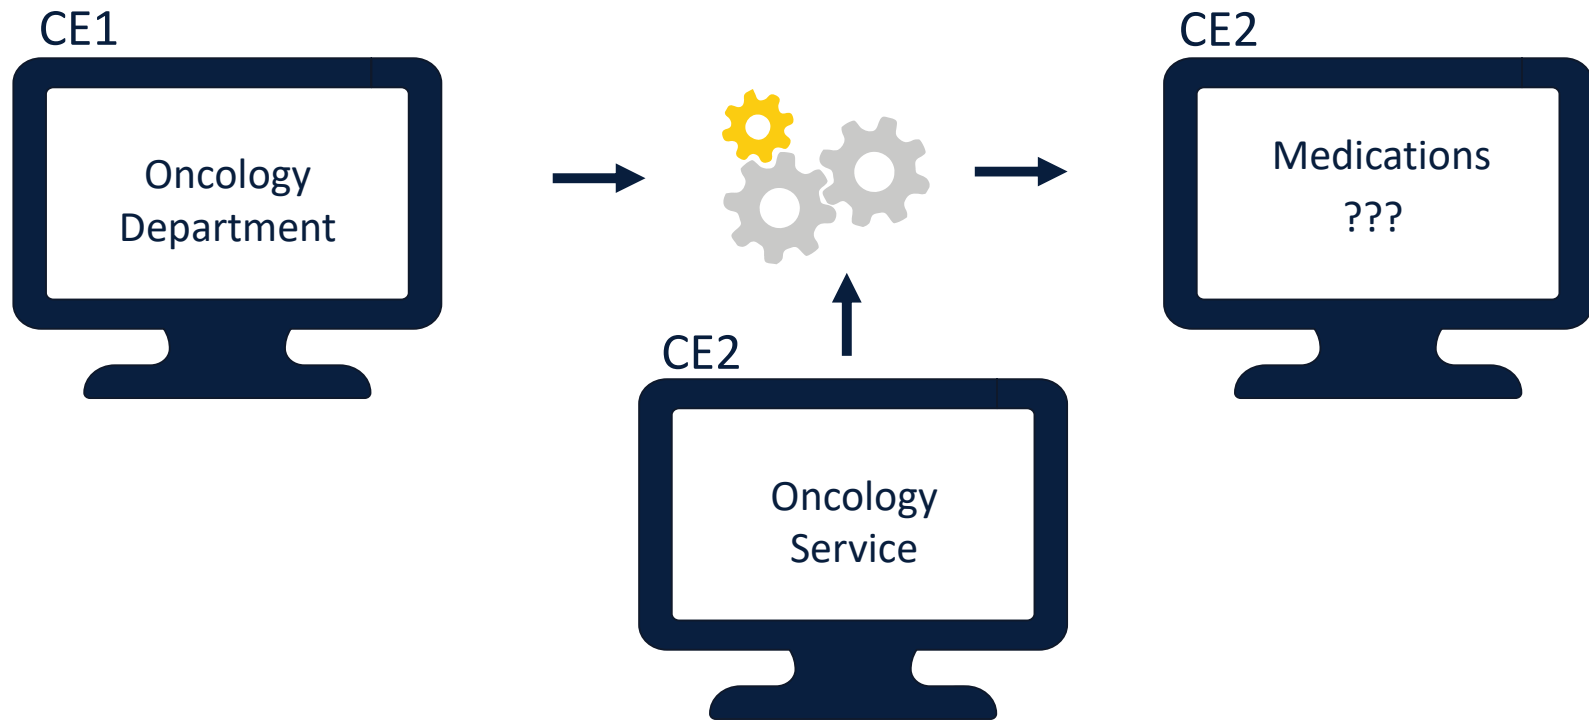 CE1
Oncology
Department
CE2
Medications
???
CE2
Oncology
Service